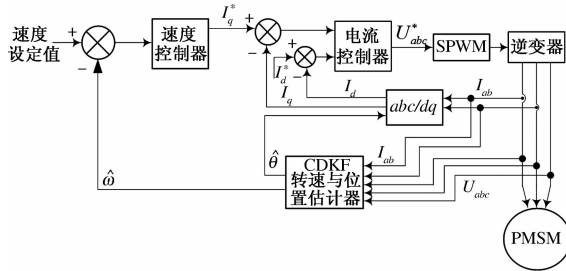 速度
设定值
+
−
速度
控制器
I*q
+
−
+
−
I*d
电流
控制器
U*abc
SPWM
逆变器
Iq
Id
abc/dq
Iab
θ̂
ω̂
CDKF
转速与位
置估计器
Iab
Uabc
PMSM